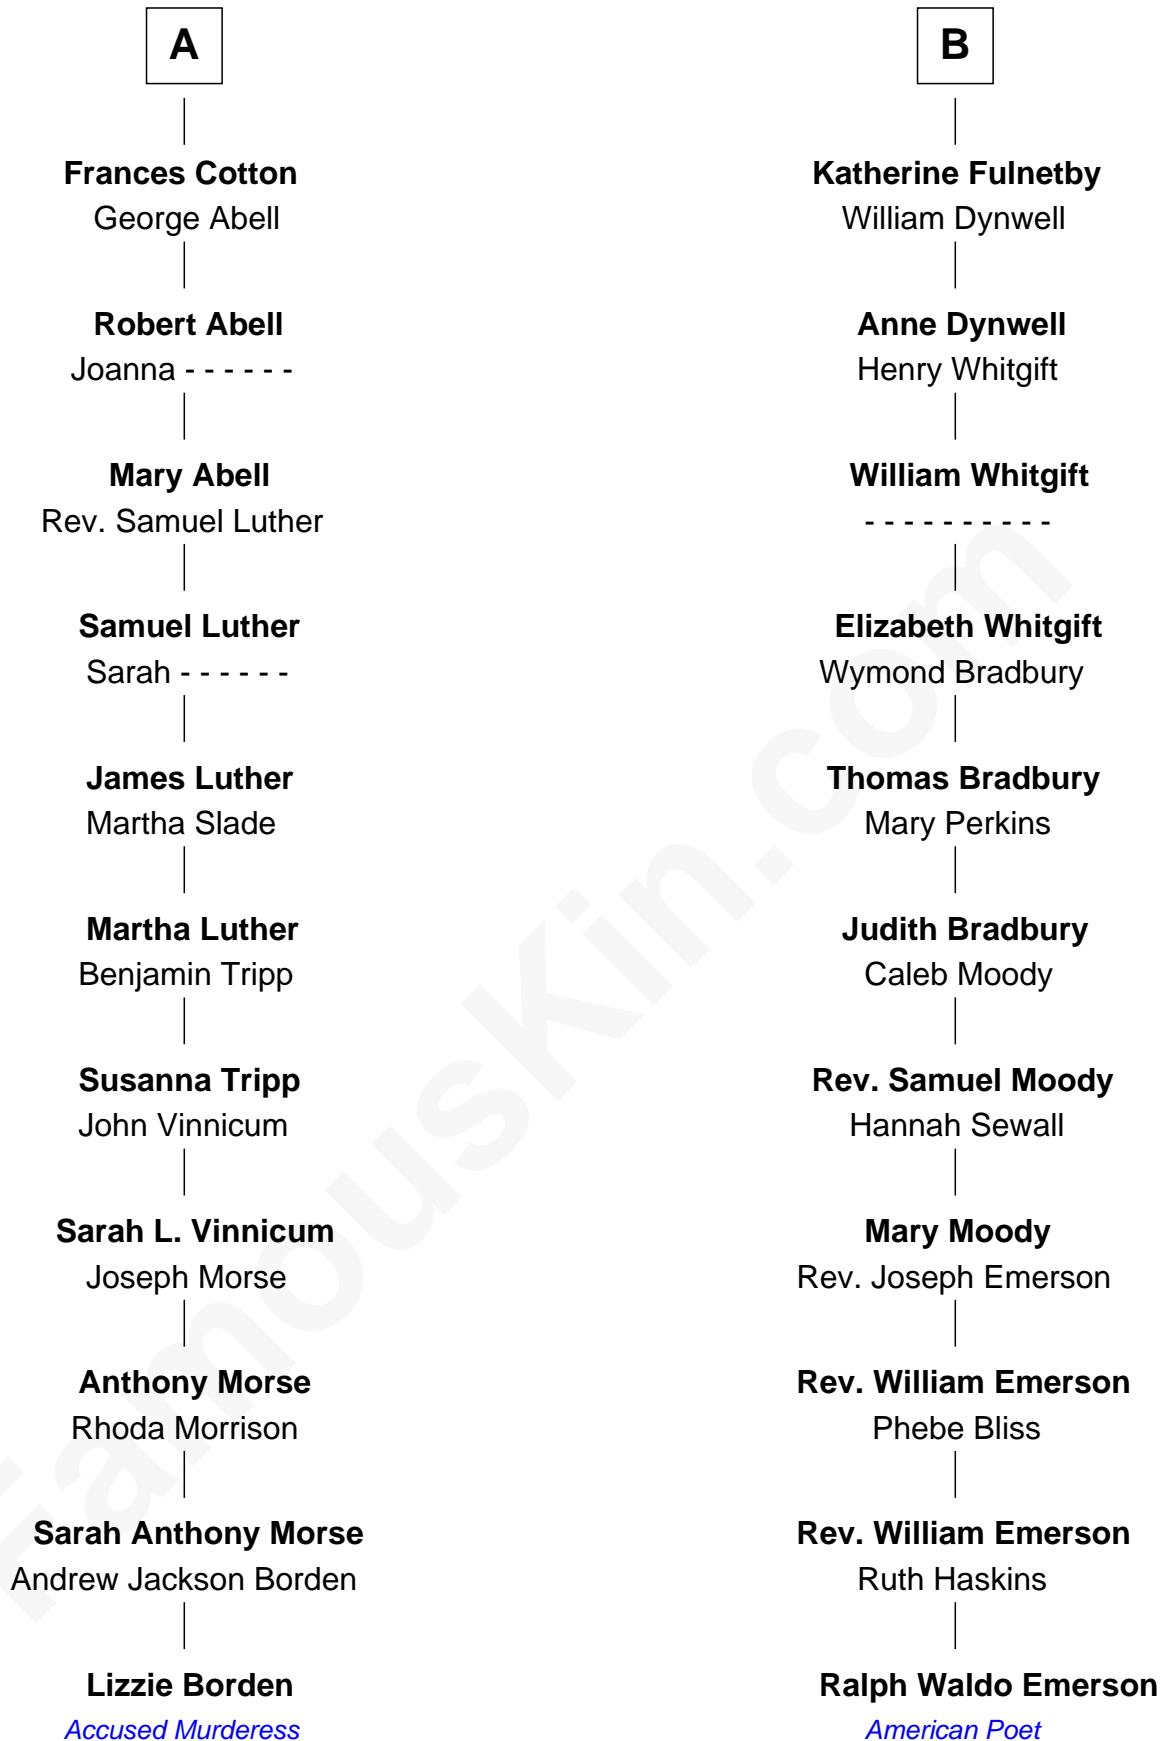 A
Frances Cotton
George Abell
Robert Abell
Joanna - - - - - -
Mary Abell
Rev. Samuel Luther
Samuel Luther
Sarah - - - - - -
James Luther
Martha Slade
Martha Luther
Benjamin Tripp
Susanna Tripp
John Vinnicum
Sarah L. Vinnicum
Joseph Morse
Anthony Morse
Rhoda Morrison
Sarah Anthony Morse
Andrew Jackson Borden
Lizzie Borden
Accused Murderess
B
Katherine Fulnetby
William Dynwell
Anne Dynwell
Henry Whitgift
William Whitgift
- - - - - - - - - -
Elizabeth Whitgift
Wymond Bradbury
Thomas Bradbury
Mary Perkins
Judith Bradbury
Caleb Moody
Rev. Samuel Moody
Hannah Sewall
Mary Moody
Rev. Joseph Emerson
Rev. William Emerson
Phebe Bliss
Rev. William Emerson
Ruth Haskins
Ralph Waldo Emerson
American Poet
FamousKin.com